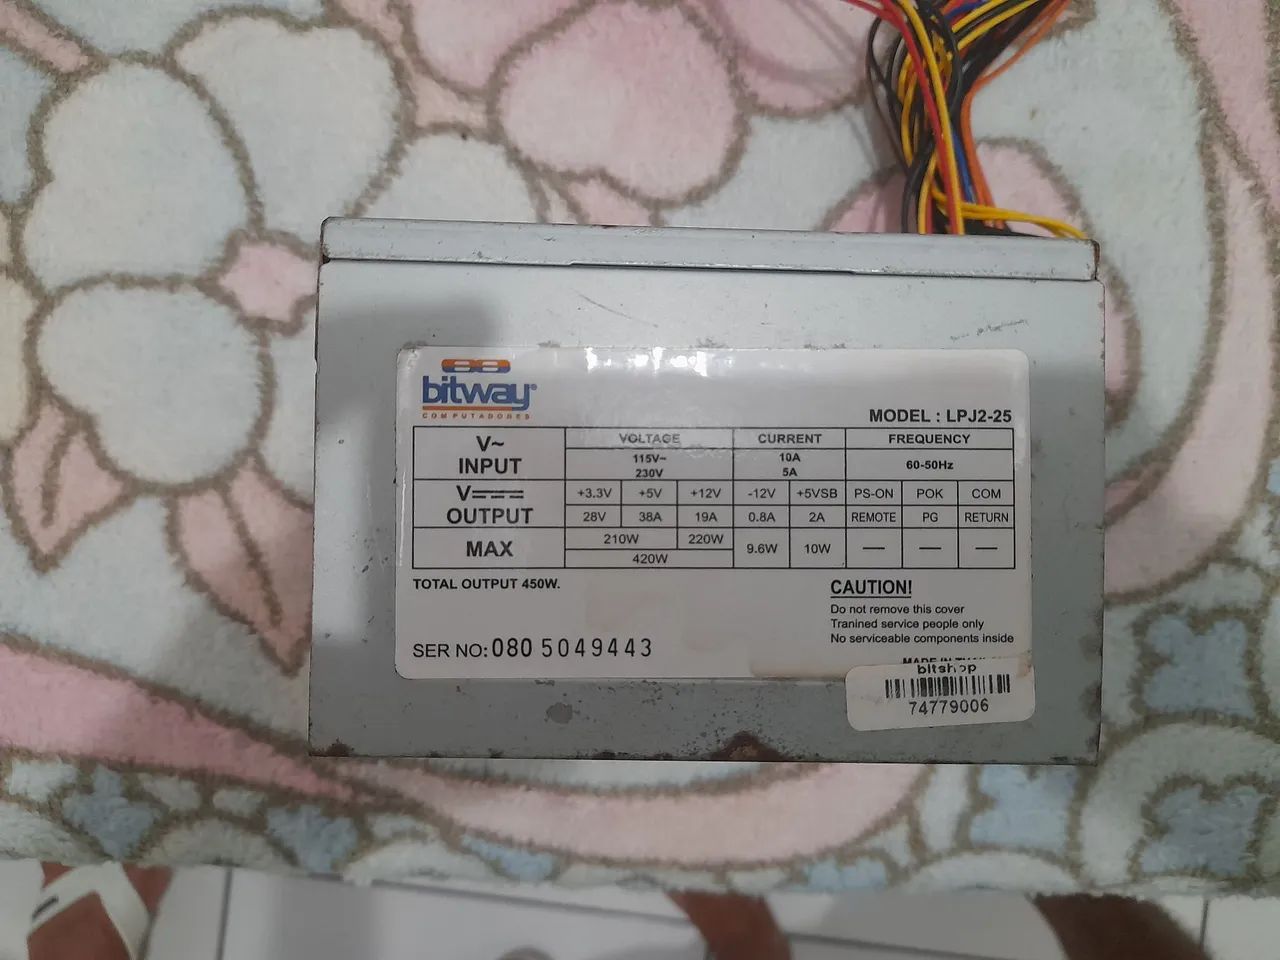 bitway®
COMPUTADORES
MODEL : LPJ2-25
V~ INPUT VOLTAGE CURRENT FREQUENCY
115V~ 10A 60-50Hz
230V 5A
V OUTPUT +3.3V +5V +12V -12V +5VSB PS-ON POK COM
28V 38A 19A 0.8A 2A REMOTE PG RETURN
MAX 210W 220W 9.6W 10W — — —
420W
TOTAL OUTPUT 450W.
CAUTION!
Do not remove this cover
Tranined service people only
No serviceable components inside
SER NO: 080 5049443
MADE IN
bitshop
74779006